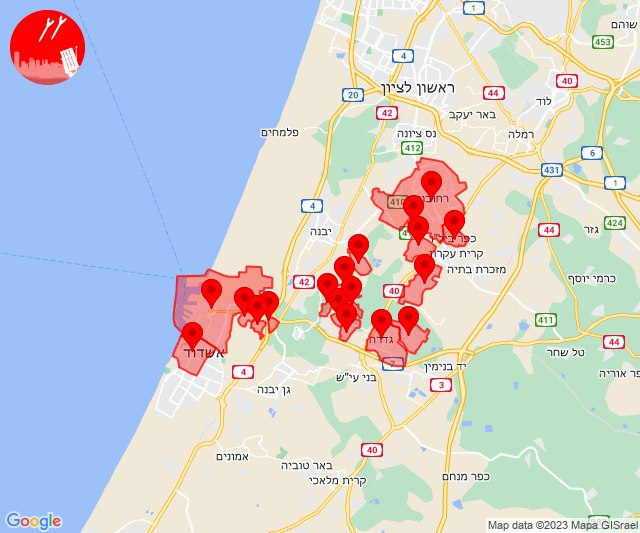 1
שוהם
453
4
ראשון לציון
40
20
44
לוד
42
באר יעקב
פלמחים
נס ציונה
רמלה
412
6
431
1
410
4
יבנה
44
גזר
424
קרית עקרון
מזכרת בתיה
42
40
כרמי יוסף
411
44
גדרה
אשדוד
טל שחר
7
4
יד בנימין
גן יבנה
בני עי"ש
3
40
אמונים
באר טוביה
כפר מנחם
קרית מלאכי
Google
Map data ©2023 Mapa GISrael